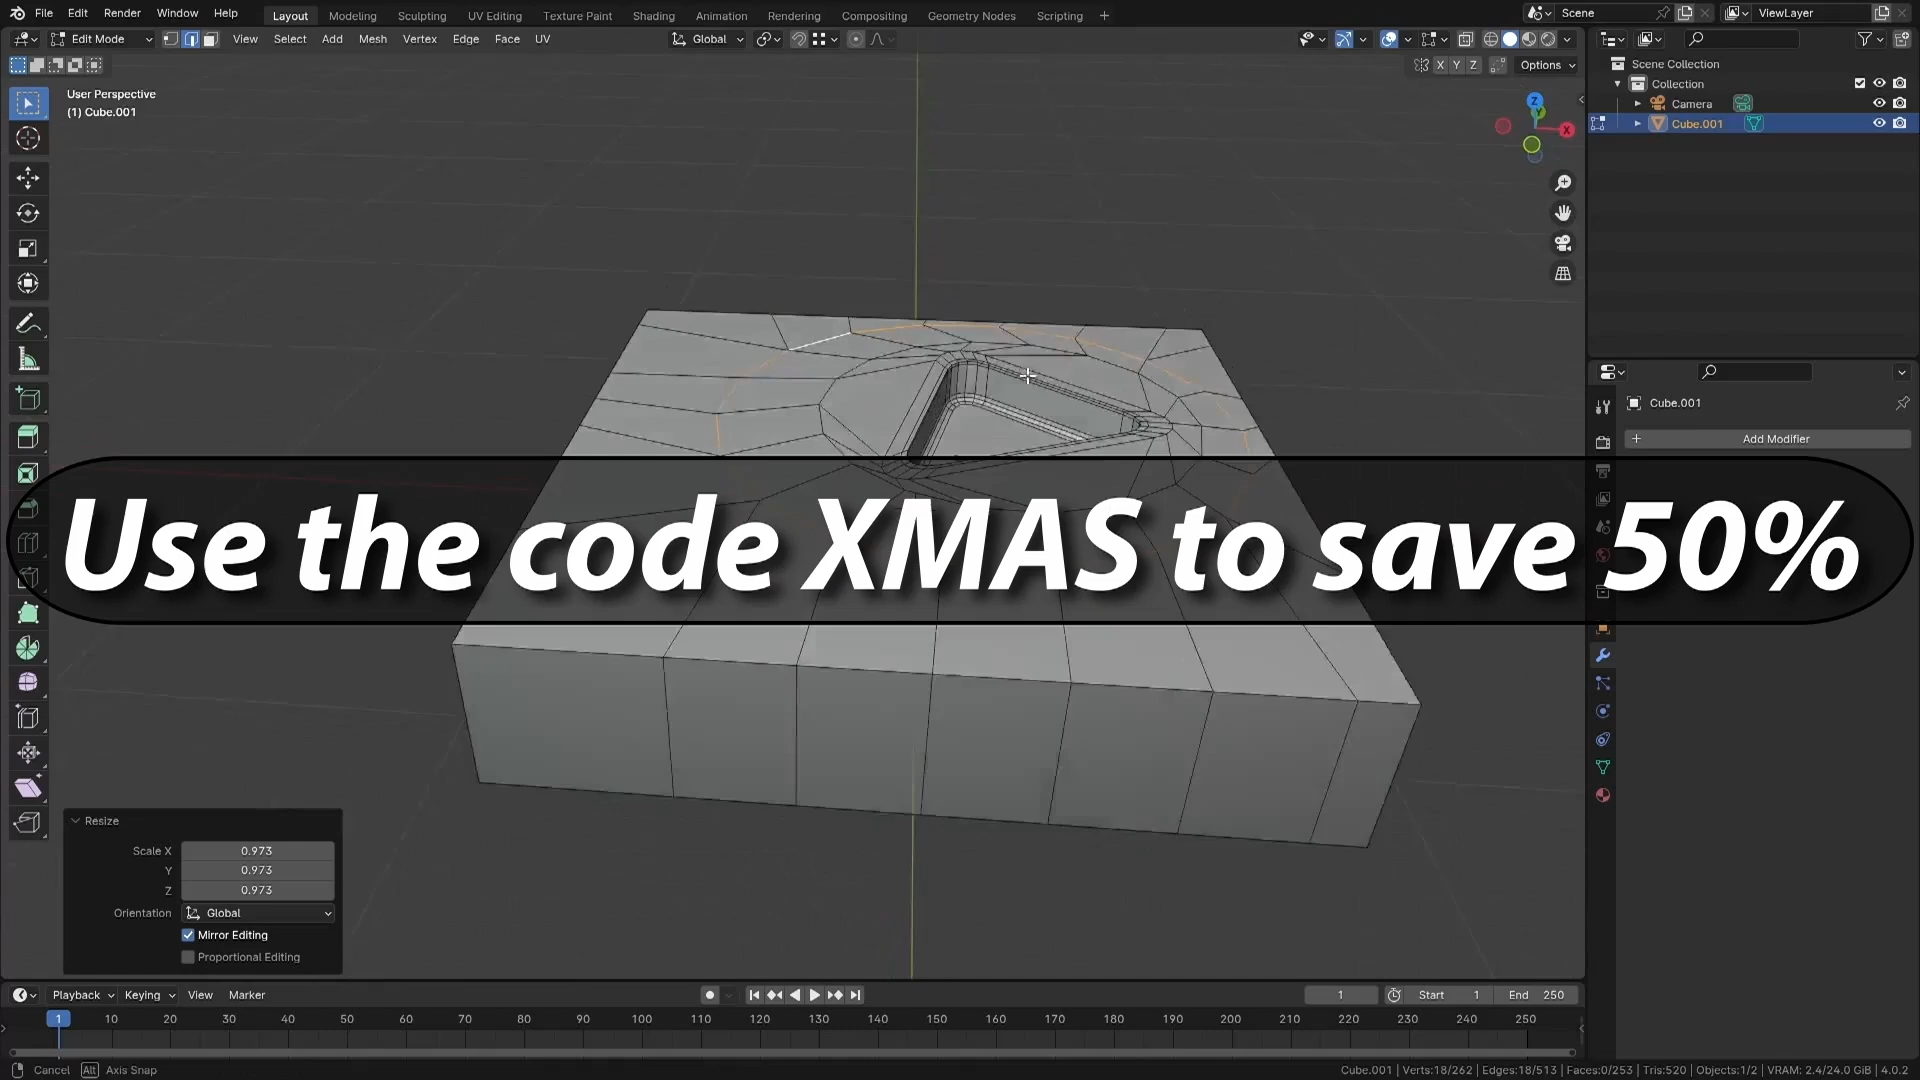 File Edit Render Window Help Layout Modeling Sculpting UV Editing Texture Paint Shading Animation Rendering Compositing Geometry Nodes Scripting + Scene ViewLayer
Edit Mode View Select Add Mesh Vertex Edge Face UV Global
X Y Z Options
User Perspective
(1) Cube.001
Z
Y
X
Scene Collection
Collection
Camera
Cube.001
Cube.001
+ Add Modifier
Use the code XMAS to save 50%
Resize
Scale X 0.973
Y 0.973
Z 0.973
Orientation Global
Mirror Editing
Proportional Editing
Playback Keying View Marker 1 Start 1 End 250
1 10 20 30 40 50 60 70 80 90 100 110 120 130 140 150 160 170 180 190 200 210 220 230 240 250
Cancel Alt Axis Snap Cube.001 | Verts:18/262 | Edges:18/513 | Faces:0/253 | Tris:520 | Objects:1/2 | VRAM: 2.4/24.0 GiB | 4.0.2